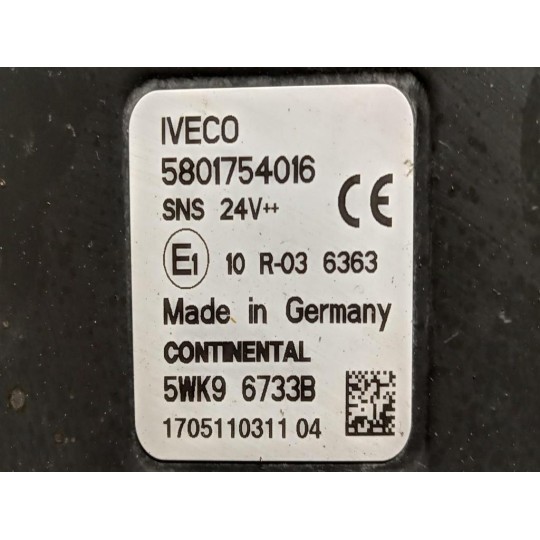 IVECO
5801754016
SNS 24V++
CE
E1 10 R-03 6363
Made in Germany
CONTINENTAL
5WK9 6733B
1705110311 04